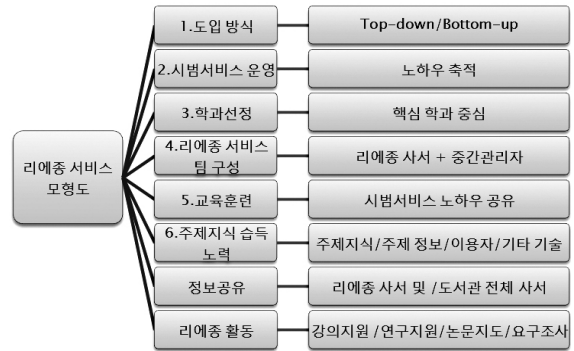 리에종 서비스
모형도
1.도입 방식
Top-down/Bottom-up
2.시범서비스 운영
노하우 축적
3.학과선정
핵심 학과 중심
4.리에종 서비스
팀 구성
리에종 사서 + 중간관리자
5.교육훈련
시범서비스 노하우 공유
6.주제지식 습득
노력
주제지식/주제 정보/이용자/기타 기술
정보공유
리에종 사서 및 /도서관 전체 사서
리에종 활동
강의지원 /연구지원/논문지도/요구조사